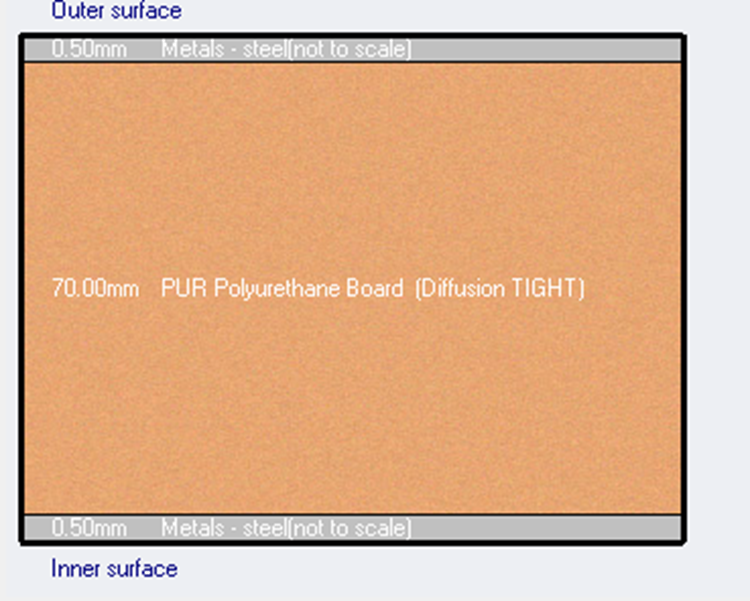 Outer surface
0.50mm Metals - steel(not to scale)
70.00mm PUR Polyurethane Board (Diffusion TIGHT)
0.50mm Metals - steel(not to scale)
Inner surface